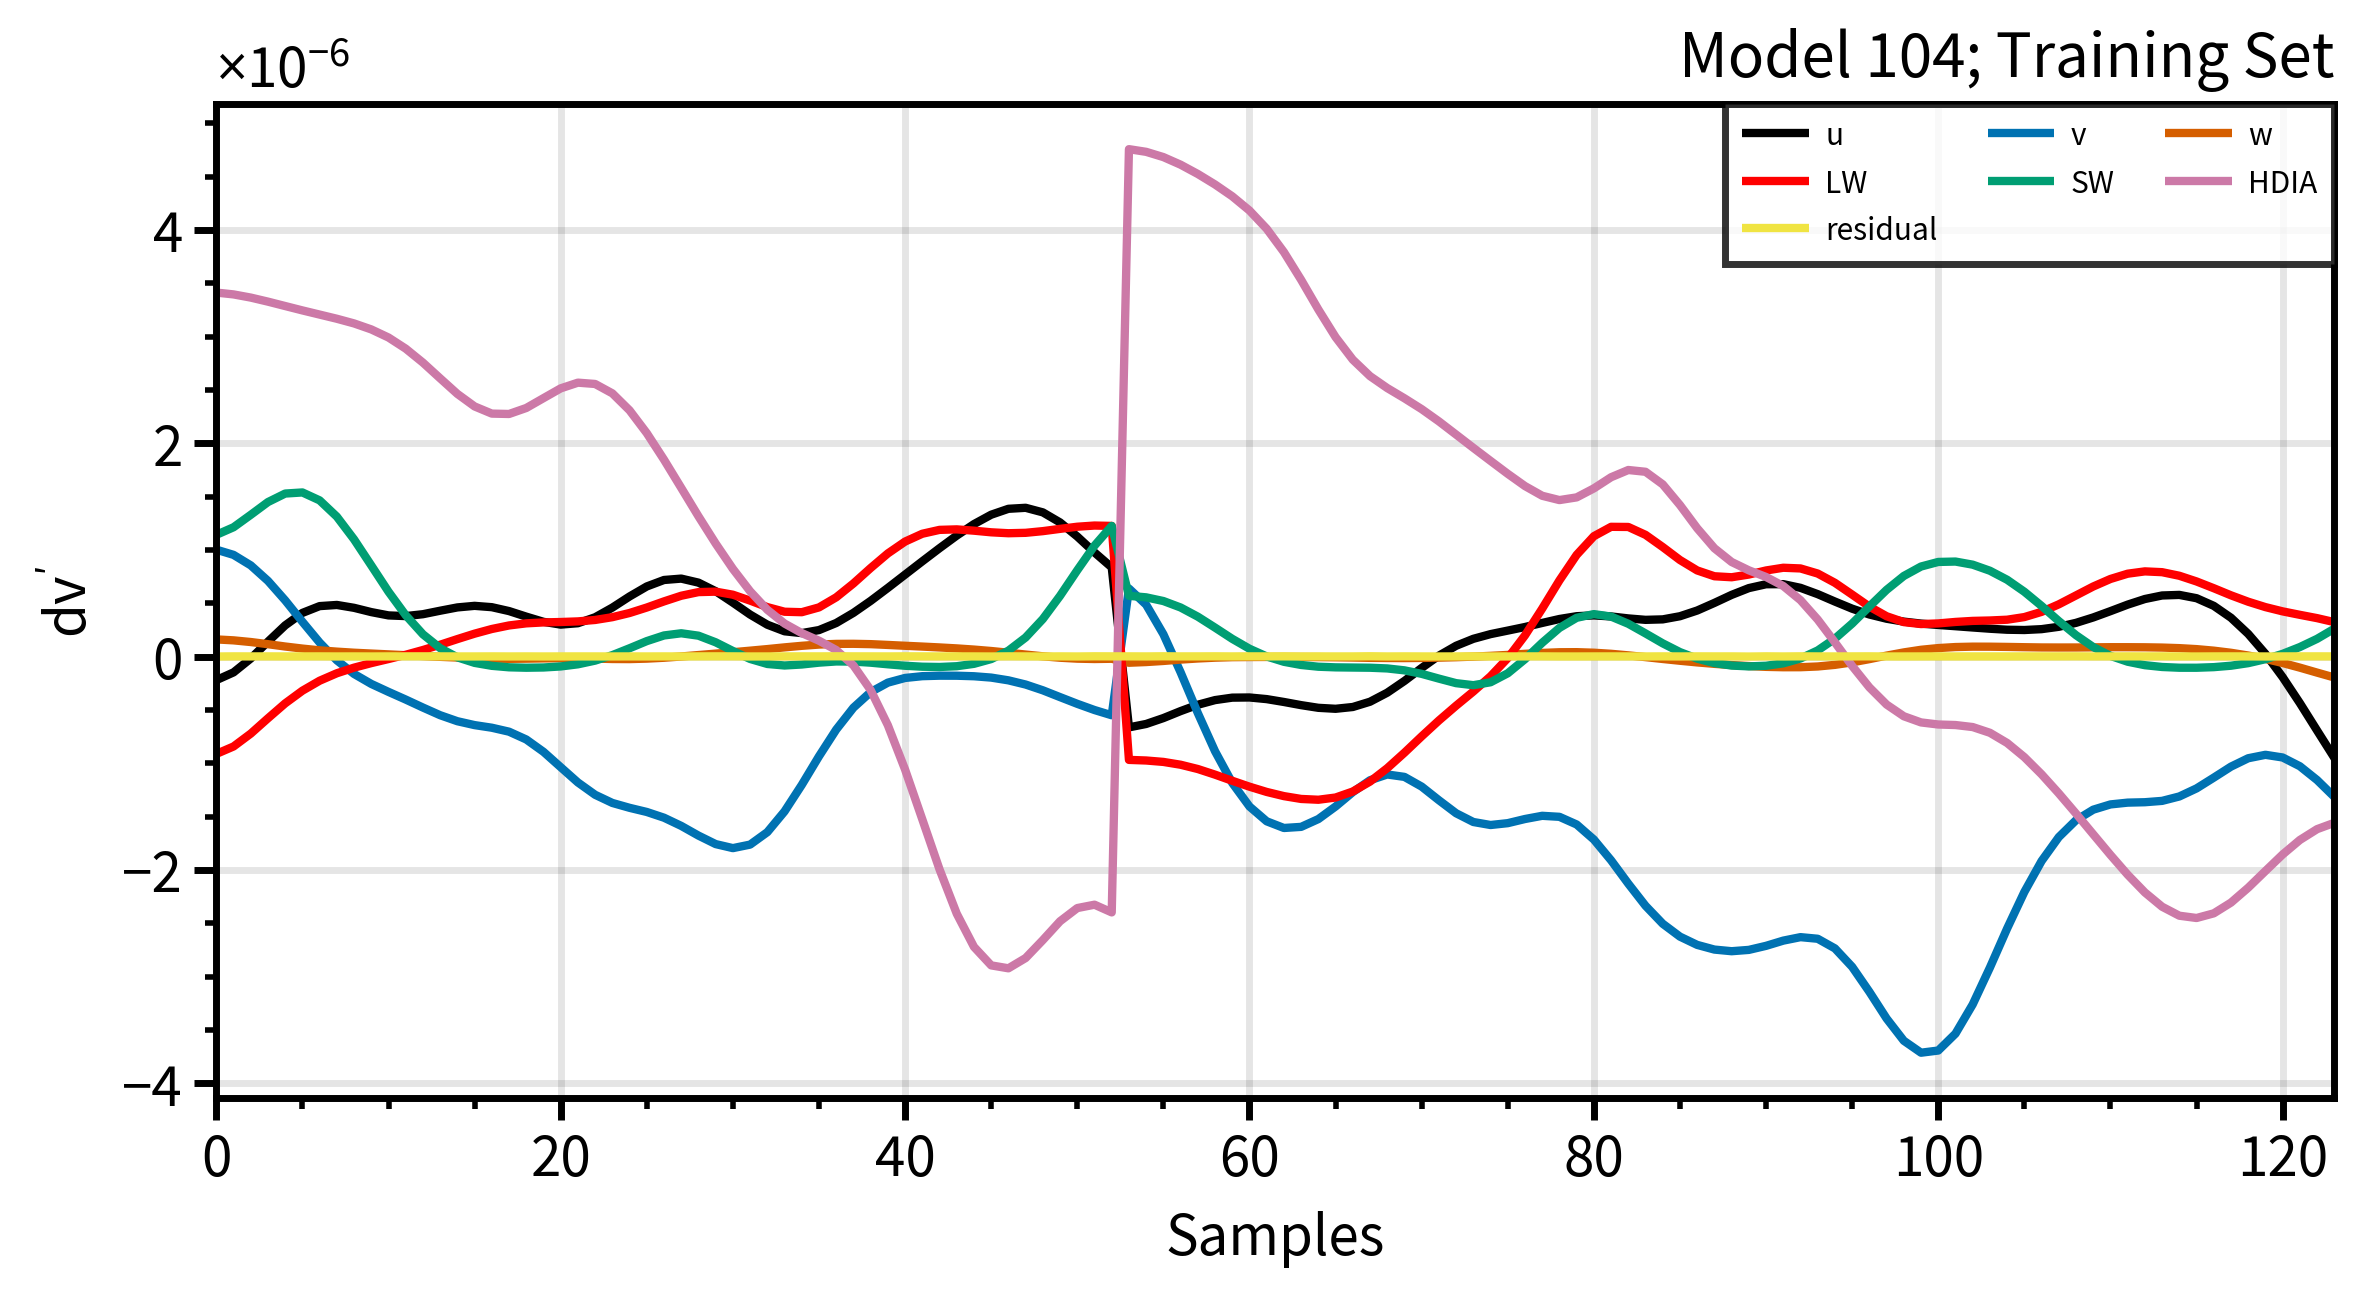 ×10⁻⁶
Model 104; Training Set
u v w
LW SW HDIA
residual
4
2
0
−2
−4
dv′
0 20 40 60 80 100 120
Samples